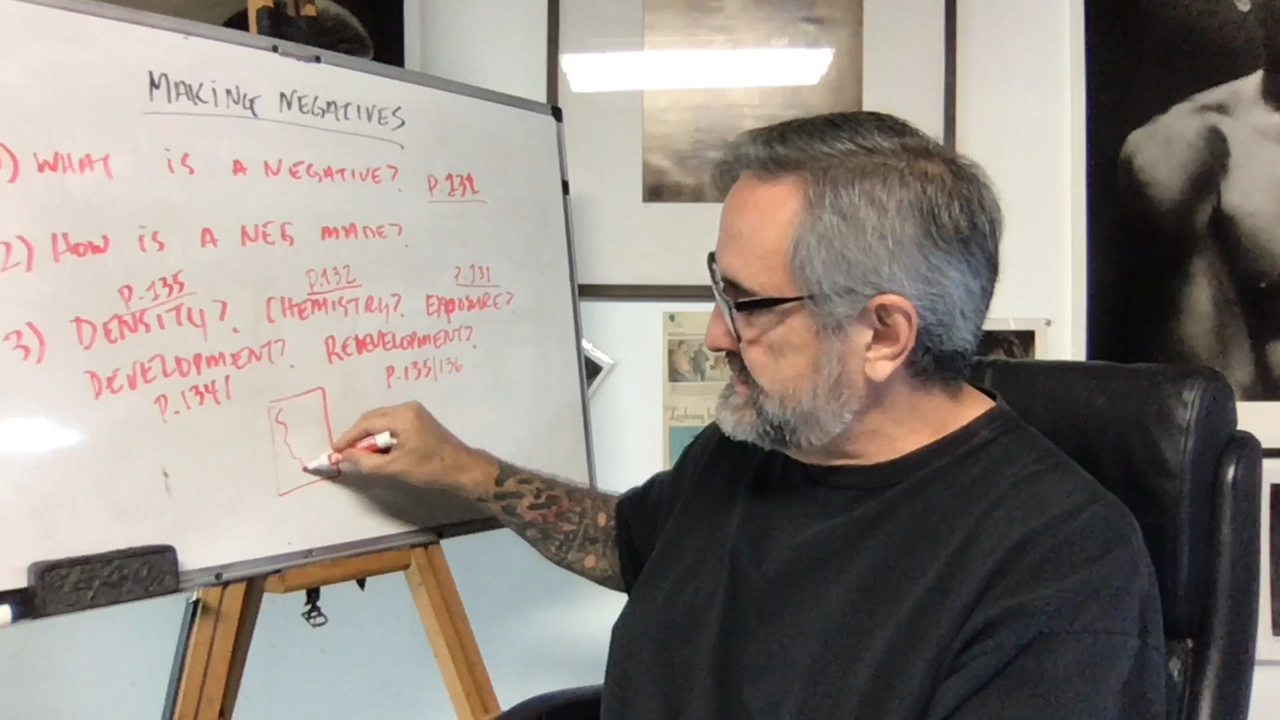 MAKING NEGATIVES
1) WHAT IS A NEGATIVE? P.131
2) HOW IS A NEG MADE?
P.135 P.132 P.131
3) DENSITY? CHEMISTRY? EXPOSURE?
DEVELOPMENT? REDEVELOPMENT?
P.134/ P.135/136